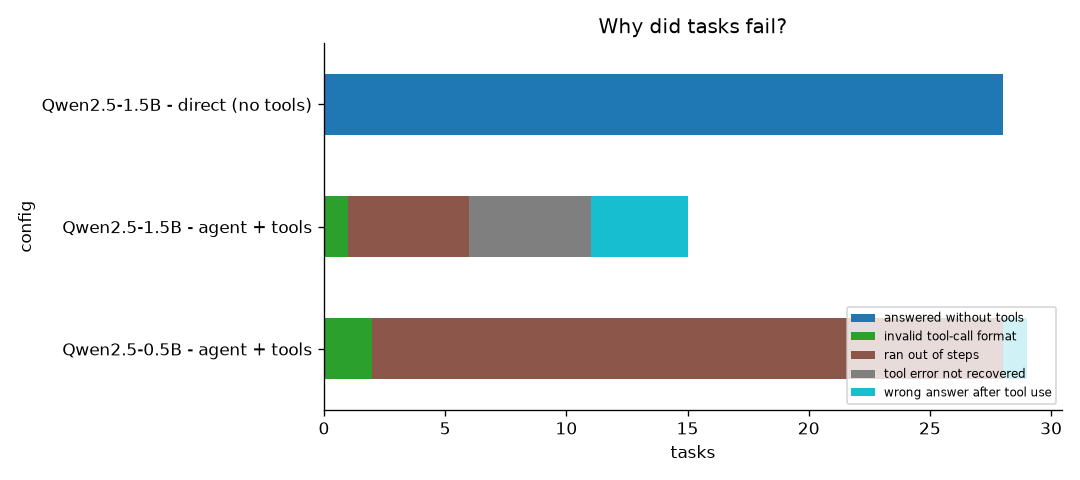 Why did tasks fail?
config
Qwen2.5-1.5B - direct (no tools)
Qwen2.5-1.5B - agent + tools
Qwen2.5-0.5B - agent + tools
answered without tools
invalid tool-call format
ran out of steps
tool error not recovered
wrong answer after tool use
0 5 10 15 20 25 30
tasks